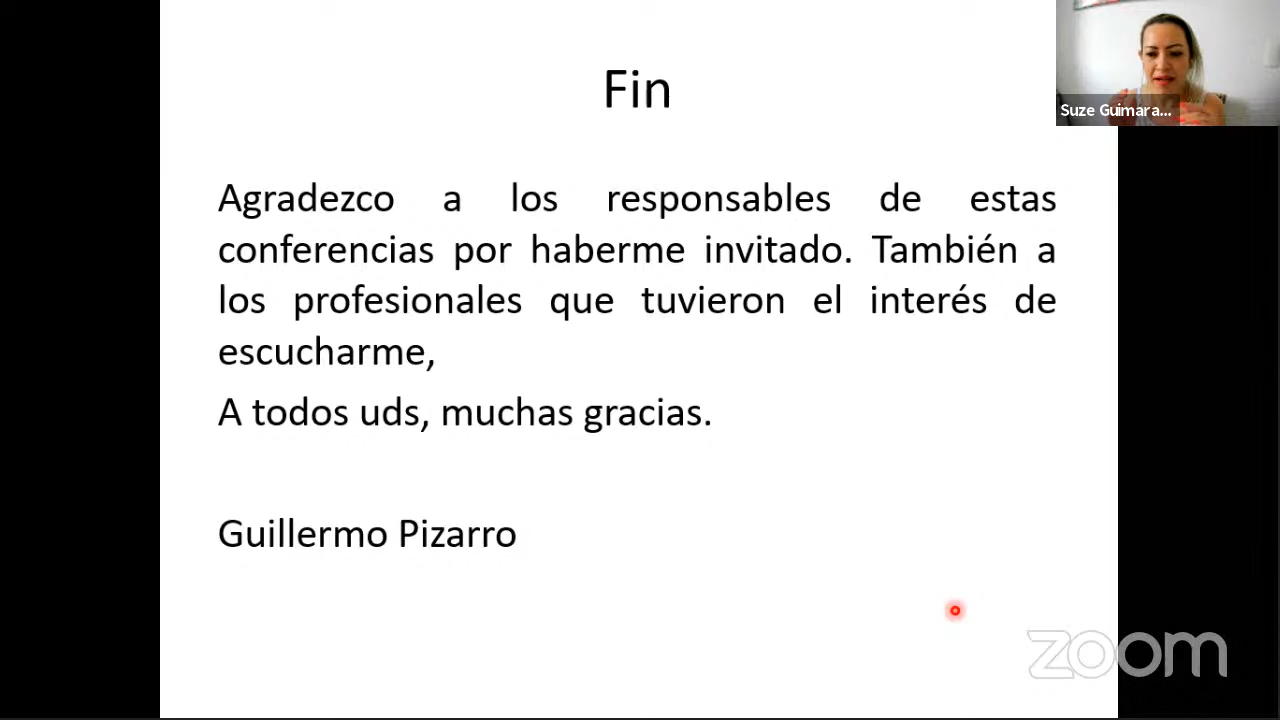 Fin
Suze Guimara...
Agradezco a los responsables de estas
conferencias por haberme invitado. También a
los profesionales que tuvieron el interés de
escucharme,
A todos uds, muchas gracias.
Guillermo Pizarro
zoom